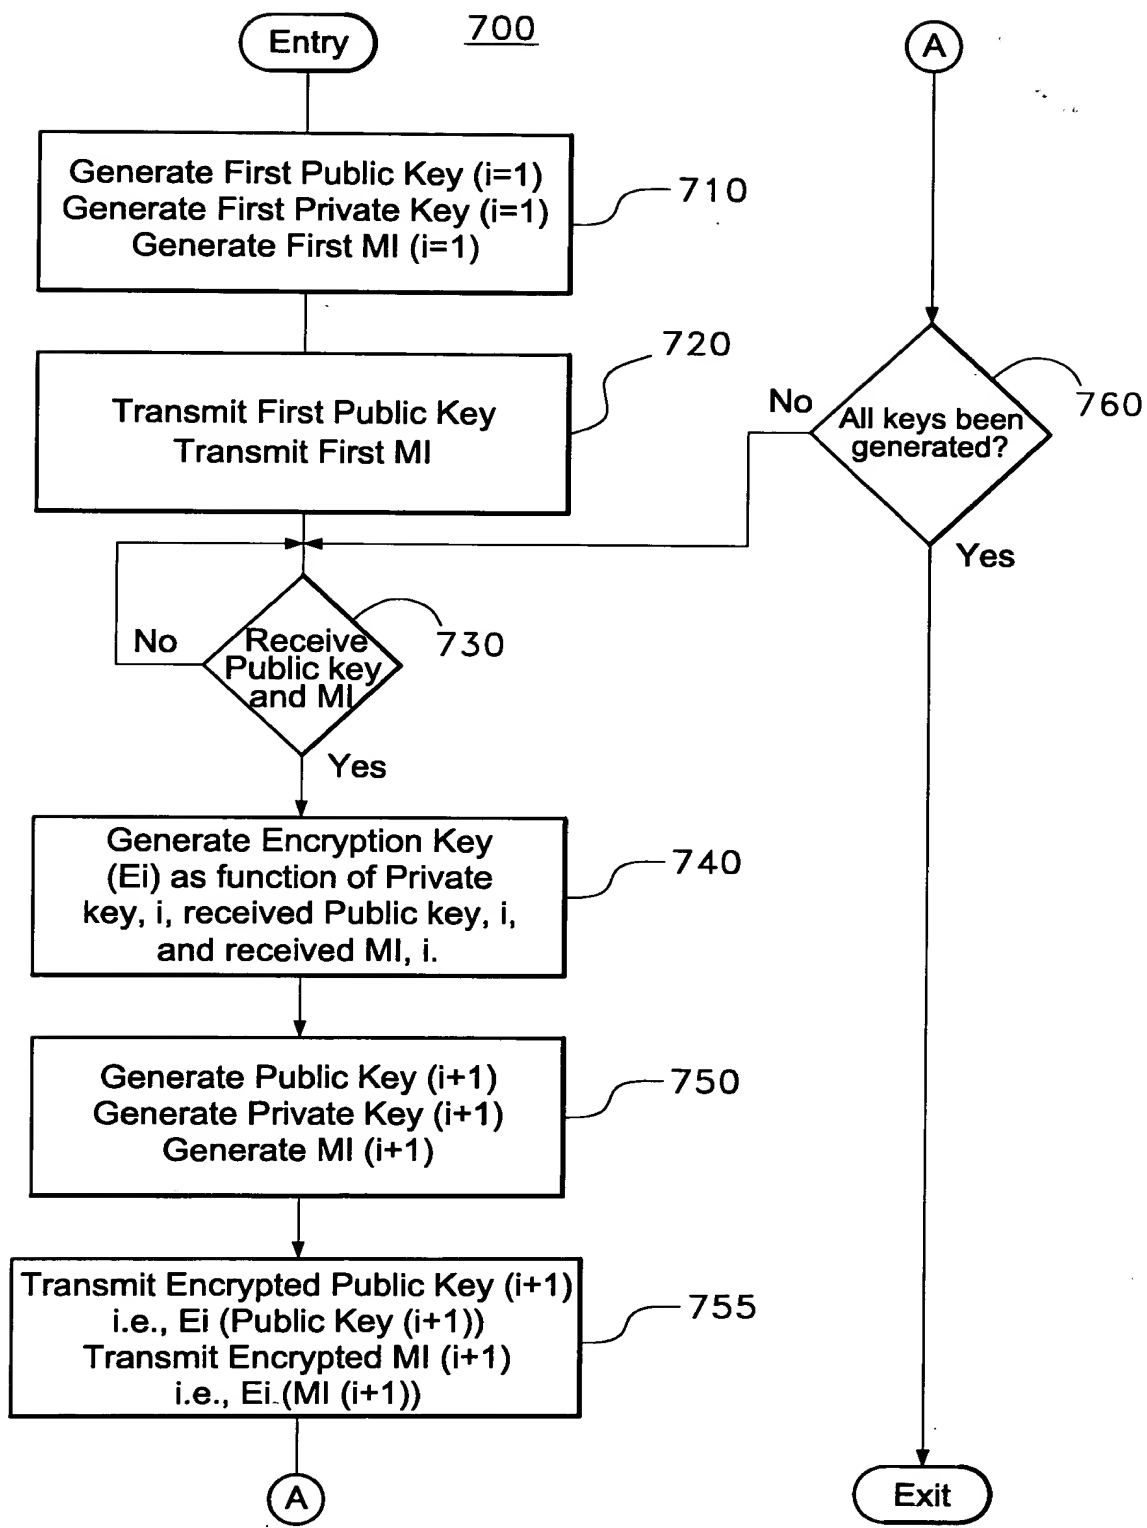 Entry
700
Generate First Public Key (i=1)
Generate First Private Key (i=1)
Generate First MI (i=1)
710
Transmit First Public Key
Transmit First MI
720
Receive
Public key
and MI
730
No
Yes
Generate Encryption Key
(Ei) as function of Private
key, i, received Public key, i,
and received MI, i.
740
Generate Public Key (i+1)
Generate Private Key (i+1)
Generate MI (i+1)
750
Transmit Encrypted Public Key (i+1)
i.e., Ei (Public Key (i+1))
Transmit Encrypted MI (i+1)
i.e., Ei (MI (i+1))
755
A
A
All keys been
generated?
760
No
Yes
Exit